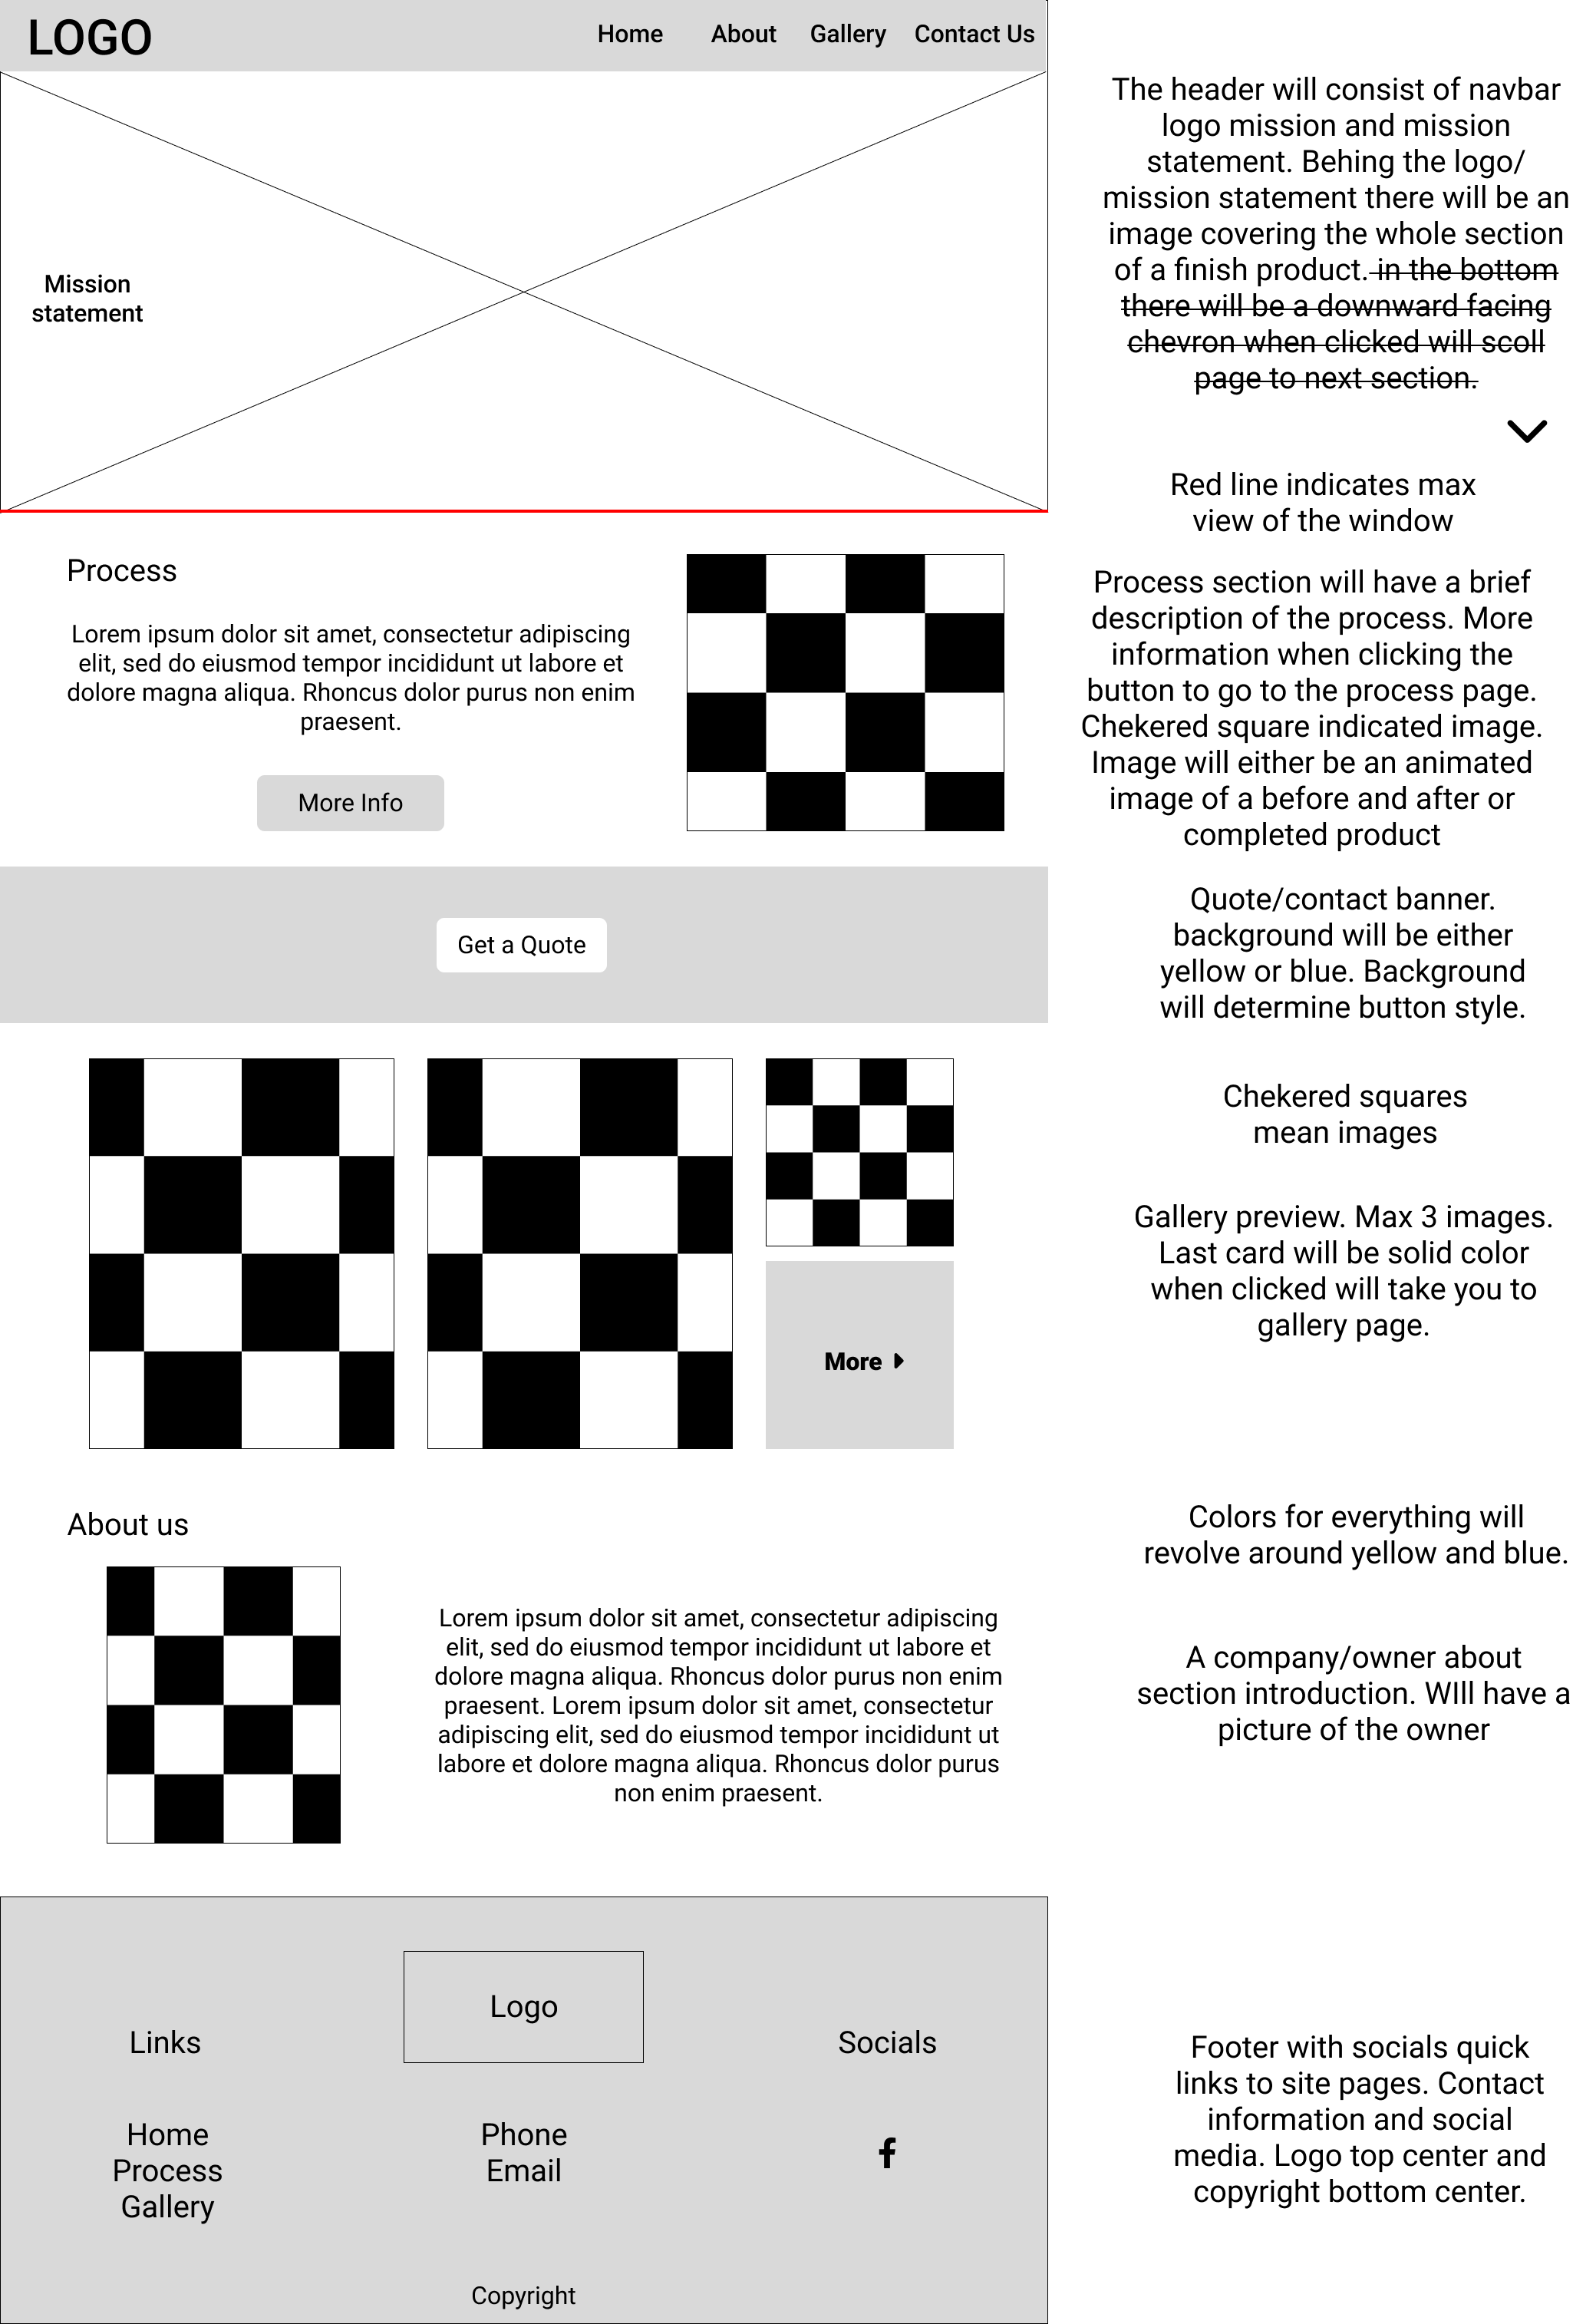 LOGO
Home About Gallery Contact Us
Mission
statement
The header will consist of navbar
logo mission and mission
statement. Behing the logo/
mission statement there will be an
image covering the whole section
of a finish product. in the bottom
there will be a downward facing
chevron when clicked will scoll
page to next section.
Red line indicates max
view of the window
Process
Lorem ipsum dolor sit amet, consectetur adipiscing
elit, sed do eiusmod tempor incididunt ut labore et
dolore magna aliqua. Rhoncus dolor purus non enim
praesent.
More Info
Process section will have a brief
description of the process. More
information when clicking the
button to go to the process page.
Chekered square indicated image.
Image will either be an animated
image of a before and after or
completed product
Get a Quote
Quote/contact banner.
background will be either
yellow or blue. Background
will determine button style.
Chekered squares
mean images
Gallery preview. Max 3 images.
Last card will be solid color
when clicked will take you to
gallery page.
More
About us
Lorem ipsum dolor sit amet, consectetur adipiscing
elit, sed do eiusmod tempor incididunt ut labore et
dolore magna aliqua. Rhoncus dolor purus non enim
praesent. Lorem ipsum dolor sit amet, consectetur
adipiscing elit, sed do eiusmod tempor incididunt ut
labore et dolore magna aliqua. Rhoncus dolor purus
non enim praesent.
Colors for everything will
revolve around yellow and blue.
A company/owner about
section introduction. WIll have a
picture of the owner
Logo
Links
Socials
Home
Process
Gallery
Phone
Email
Copyright
Footer with socials quick
links to site pages. Contact
information and social
media. Logo top center and
copyright bottom center.